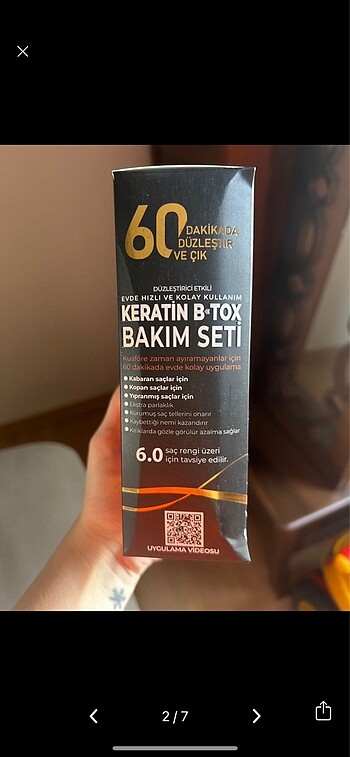 60 DAKİKADA
DÜZLEŞTİR
VE ÇIK
DÜZLEŞTİRİCİ ETKİLİ
EVDE HIZLI VE KOLAY KULLANIM
KERATİN B-TOX
BAKIM SETİ
Kuaföre zaman ayıramayanlar için
60 dakikada evde kolay uygulama
Kabaran saçlar için
Kopan saçlar için
Yıpranmış saçlar için
Ekstra parlaklık
Kurumuş saç tellerini onarır
Kaybettiği nemi kazandırır
Kırıklarda gözle görülür azalma sağlar
6.0 saç rengi üzeri
için tavsiye edilir.
UYGULAMA VİDEOSU
2/7